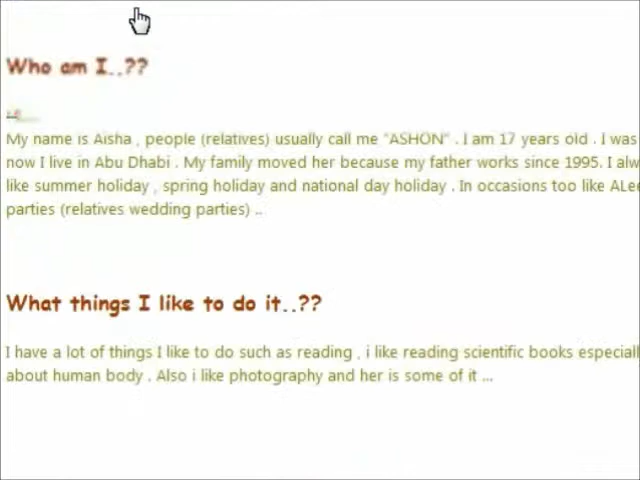 Who am I..??
My name is Aisha , people (relatives) usually call me "ASHON" . I am 17 years old . I was
now I live in Abu Dhabi . My family moved her because my father works since 1995. I alw
like summer holiday , spring holiday and national day holiday . In occasions too like ALee
parties (relatives wedding parties) ..
What things I like to do it..??
I have a lot of things I like to do such as reading , i like reading scientific books especiall
about human body . Also i like photography and her is some of it ...